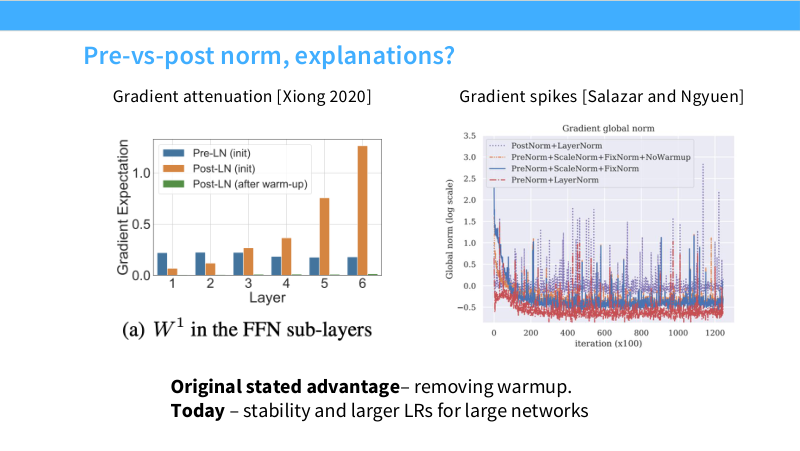 Pre-vs-post norm, explanations?
Gradient attenuation [Xiong 2020]
Gradient spikes [Salazar and Ngyuen]
Gradient Expectation
1.0
0.5
0.0
Pre-LN (init)
Post-LN (init)
Post-LN (after warm-up)
1 2 3 4 5 6
Layer
(a) W¹ in the FFN sub-layers
Gradient global norm
Global norm (log scale)
3.5
3.0
2.5
2.0
1.5
1.0
0.5
0.0
−0.5
PostNorm+LayerNorm
PreNorm+ScaleNorm+FixNorm+NoWarmup
PreNorm+ScaleNorm+FixNorm
PreNorm+LayerNorm
0 200 400 600 800 1000 1200
iteration (x100)
Original stated advantage– removing warmup.
Today – stability and larger LRs for large networks